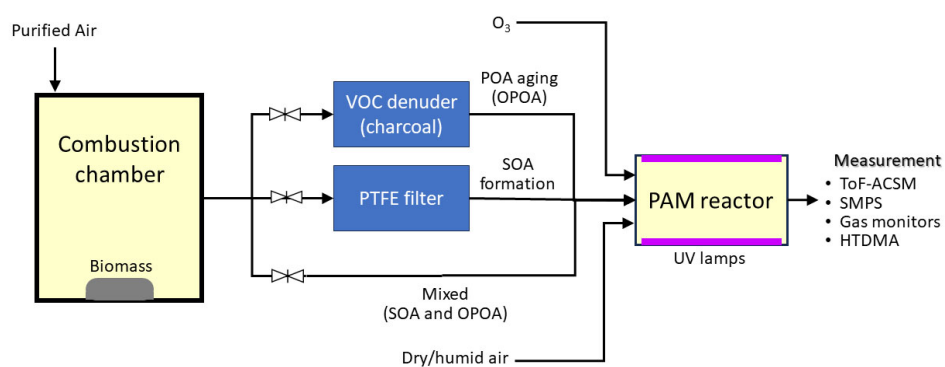 Purified Air
O3
Combustion
chamber
Biomass
VOC denuder
(charcoal)
POA aging
(OPOA)
PTFE filter
SOA
formation
Mixed
(SOA and OPOA)
Dry/humid air
PAM reactor
UV lamps
Measurement
• ToF-ACSM
• SMPS
• Gas monitors
• HTDMA